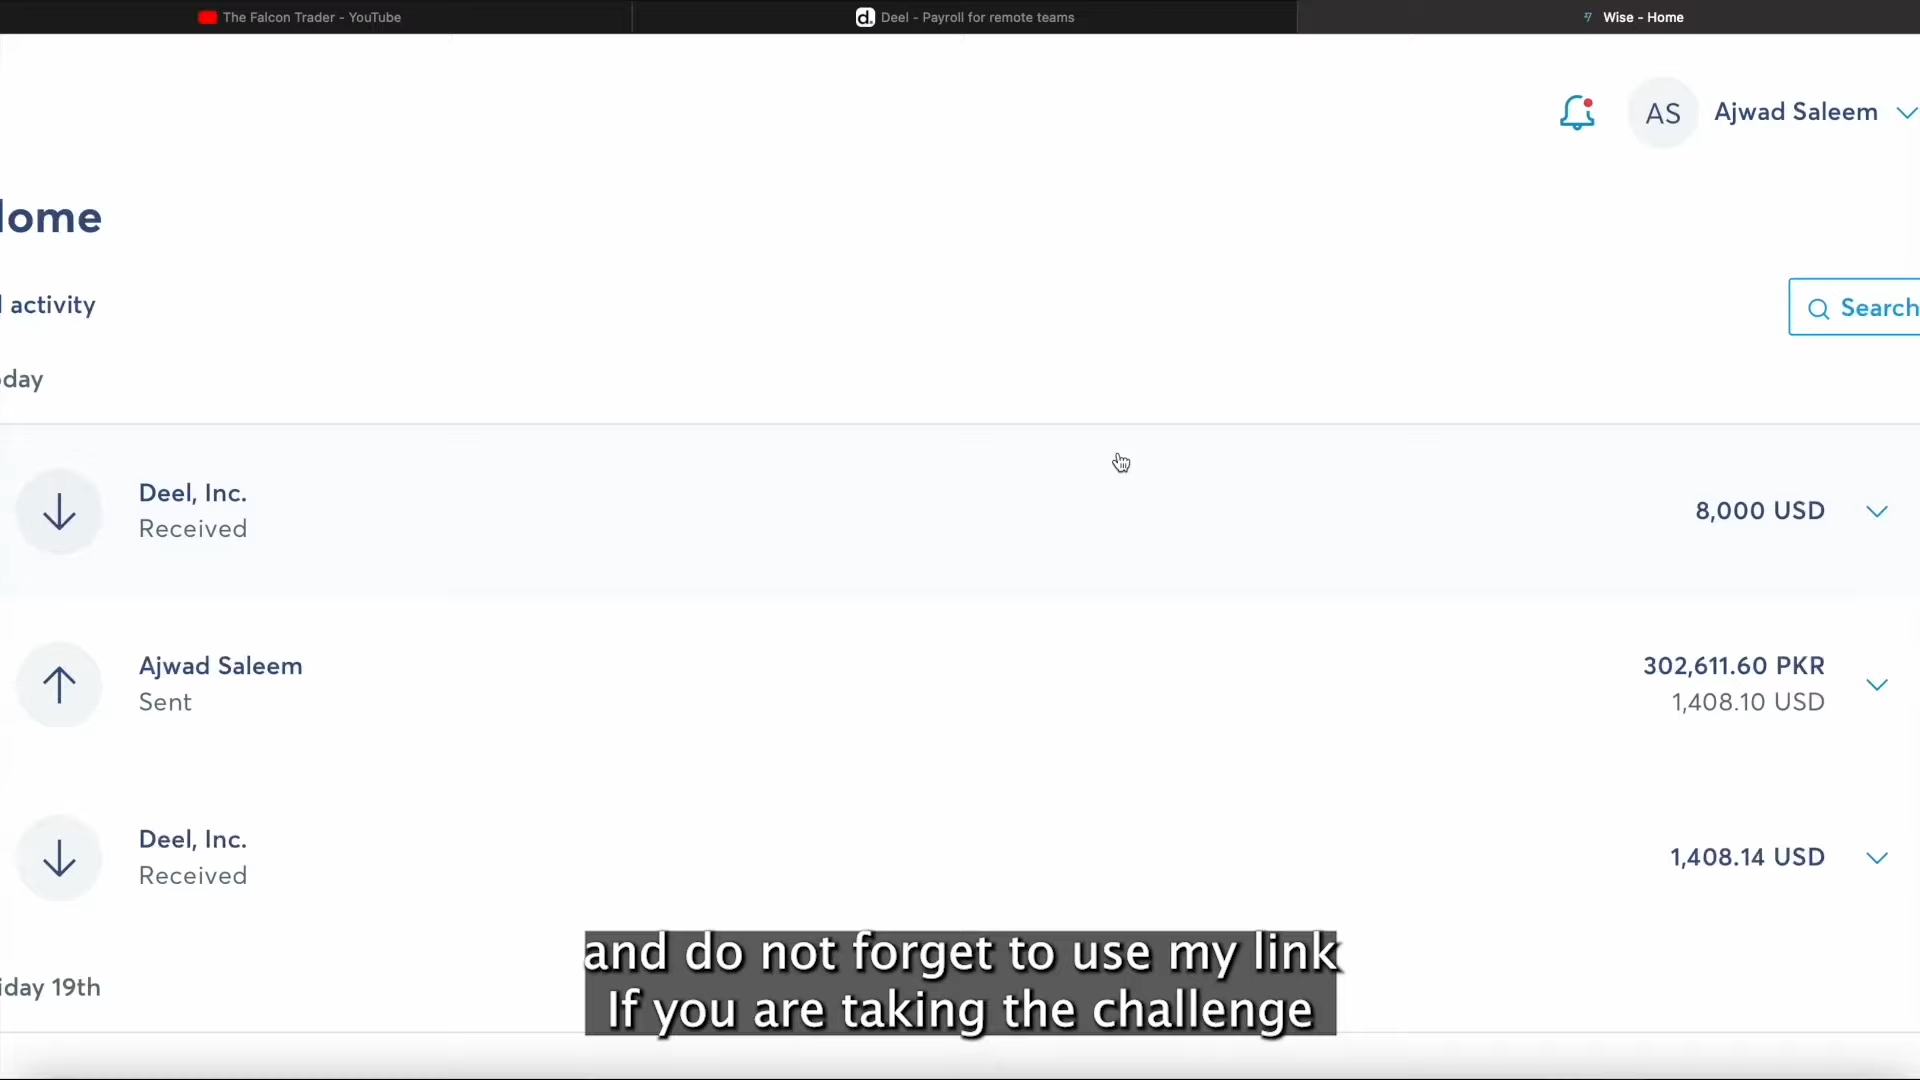 The Falcon Trader - YouTube
d. Deel - Payroll for remote teams
Wise - Home
AS Ajwad Saleem
Home
activity
Search
oday
Deel, Inc.
Received
8,000 USD
Ajwad Saleem
Sent
302,611.60 PKR
1,408.10 USD
Deel, Inc.
Received
1,408.14 USD
iday 19th
and do not forget to use my link
If you are taking the challenge